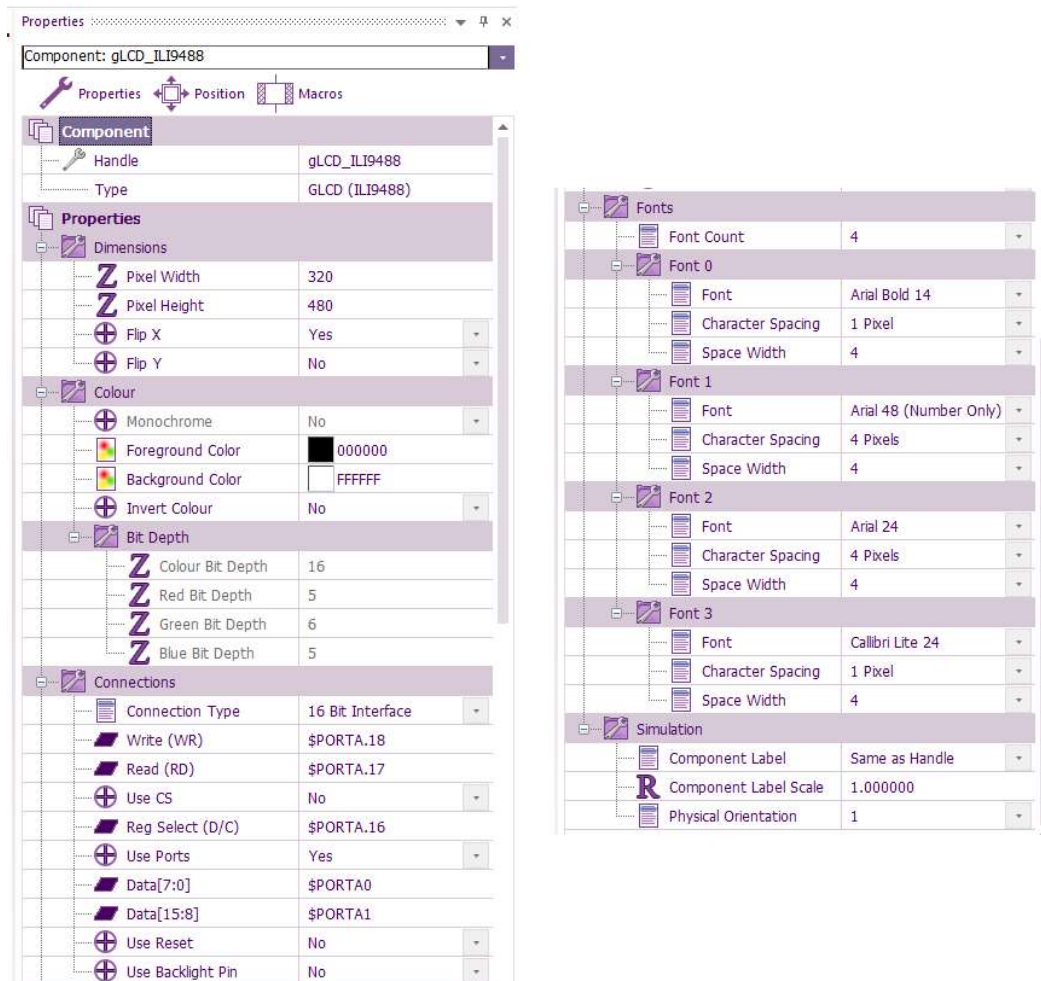 Properties
Component: gLCD_ILI9488
Properties Position Macros
Component
Handle gLCD_ILI9488
Type GLCD (ILI9488)
Properties
Dimensions
Pixel Width 320
Pixel Height 480
Flip X Yes
Flip Y No
Colour
Monochrome No
Foreground Color 000000
Background Color FFFFFF
Invert Colour No
Bit Depth
Colour Bit Depth 16
Red Bit Depth 5
Green Bit Depth 6
Blue Bit Depth 5
Connections
Connection Type 16 Bit Interface
Write (WR) $PORTA.18
Read (RD) $PORTA.17
Use CS No
Reg Select (D/C) $PORTA.16
Use Ports Yes
Data[7:0] $PORTA0
Data[15:8] $PORTA1
Use Reset No
Use Backlight Pin No
Fonts
Font Count 4
Font 0
Font Arial Bold 14
Character Spacing 1 Pixel
Space Width 4
Font 1
Font Arial 48 (Number Only)
Character Spacing 4 Pixels
Space Width 4
Font 2
Font Arial 24
Character Spacing 4 Pixels
Space Width 4
Font 3
Font Callibri Lite 24
Character Spacing 1 Pixel
Space Width 4
Simulation
Component Label Same as Handle
Component Label Scale 1.000000
Physical Orientation 1